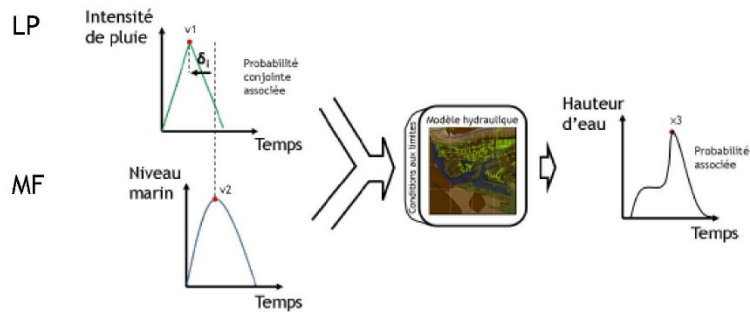 LP
Intensité
de pluie
v1
δI
Probabilité
conjointe
associée
Temps
MF
Niveau
marin
v2
Temps
Conditions aux limites
Modèle hydraulique
Hauteur
d'eau
x3
Probabilité
associée
Temps